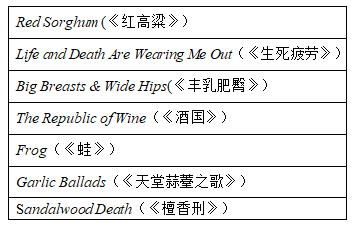 Red Sorghum (《红高粱》)
Life and Death Are Wearing Me Out（《生死疲劳》）
Big Breasts & Wide Hips(《丰乳肥臀》）
The Republic of Wine（《酒国》）
Frog（《蛙》）
Garlic Ballads（《天堂蒜薹之歌》）
Sandalwood Death（《檀香刑》）